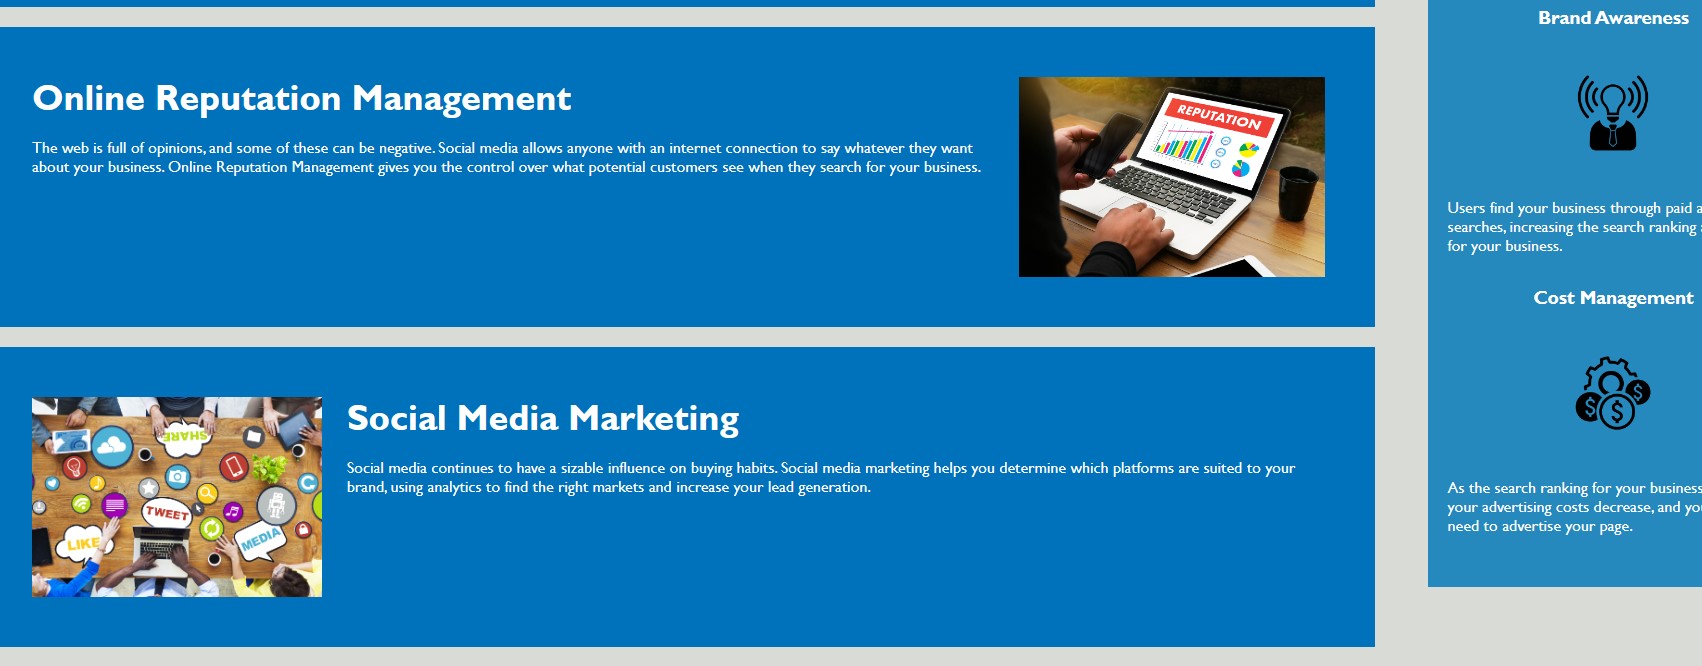 Online Reputation Management
The web is full of opinions, and some of these can be negative. Social media allows anyone with an internet connection to say whatever they want
about your business. Online Reputation Management gives you the control over what potential customers see when they search for your business.
REPUTATION
Social Media Marketing
Social media continues to have a sizable influence on buying habits. Social media marketing helps you determine which platforms are suited to your
brand, using analytics to find the right markets and increase your lead generation.
SHARE
TWEET
LIKE
MEDIA
Brand Awareness
Users find your business through paid
searches, increasing the search ranking
for your business.
Cost Management
As the search ranking for your business
your advertising costs decrease, and
need to advertise your page.